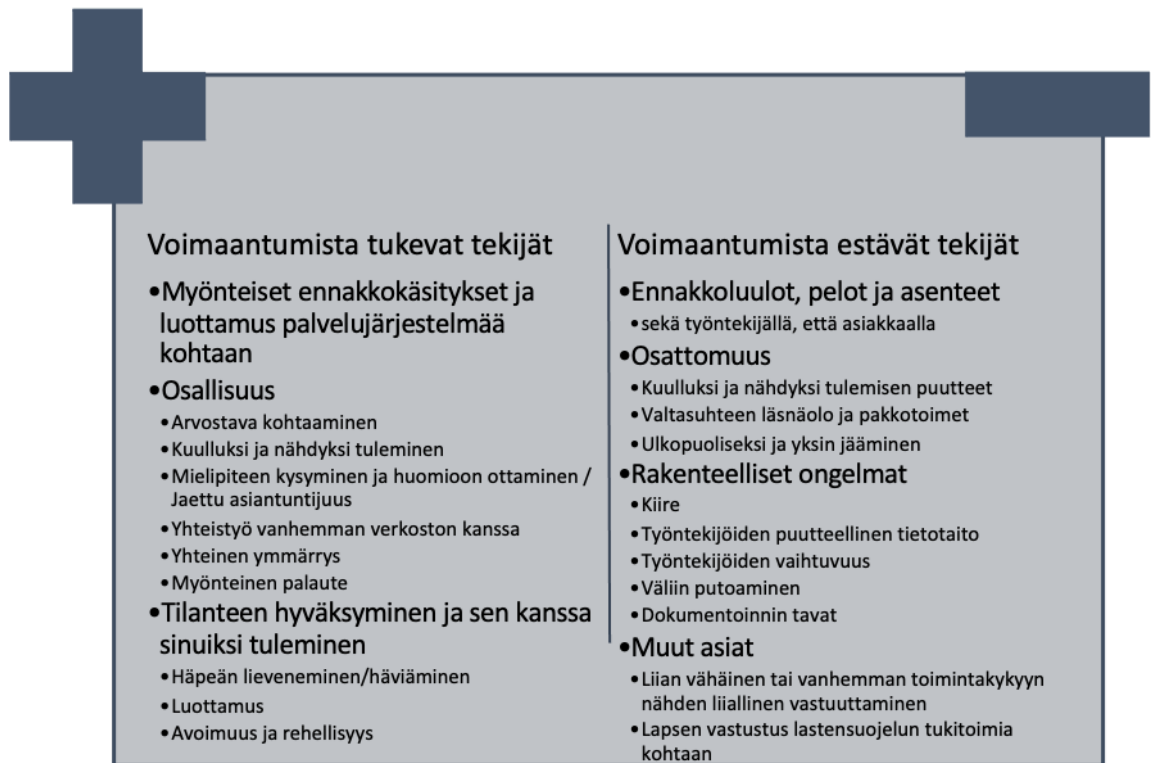 Voimaantumista tukevat tekijät
•Myönteiset ennakkokäsitykset ja
luottamus palvelujärjestelmää
kohtaan
•Osallisuus
•Arvostava kohtaaminen
•Kuulluksi ja nähdyksi tuleminen
•Mielipiteen kysyminen ja huomioon ottaminen /
Jaettu asiantuntijuus
•Yhteistyö vanhemman verkoston kanssa
•Yhteinen ymmärrys
•Myönteinen palaute
•Tilanteen hyväksyminen ja sen kanssa
sinuiksi tuleminen
•Häpeän lieveneminen/häviäminen
•Luottamus
•Avoimuus ja rehellisyys
Voimaantumista estävät tekijät
•Ennakkoluulot, pelot ja asenteet
•sekä työntekijällä, että asiakkaalla
•Osattomuus
•Kuulluksi ja nähdyksi tulemisen puutteet
•Valtasuhteen läsnäolo ja pakkotoimet
•Ulkopuoliseksi ja yksin jääminen
•Rakenteelliset ongelmat
•Kiire
•Työntekijöiden puutteellinen tietotaito
•Työntekijöiden vaihtuvuus
•Väliin putoaminen
•Dokumentoinnin tavat
•Muut asiat
•Liian vähäinen tai vanhemman toimintakykyyn
nähden liiallinen vastuuttaminen
•Lapsen vastustus lastensuojelun tukitoimia
kohtaan